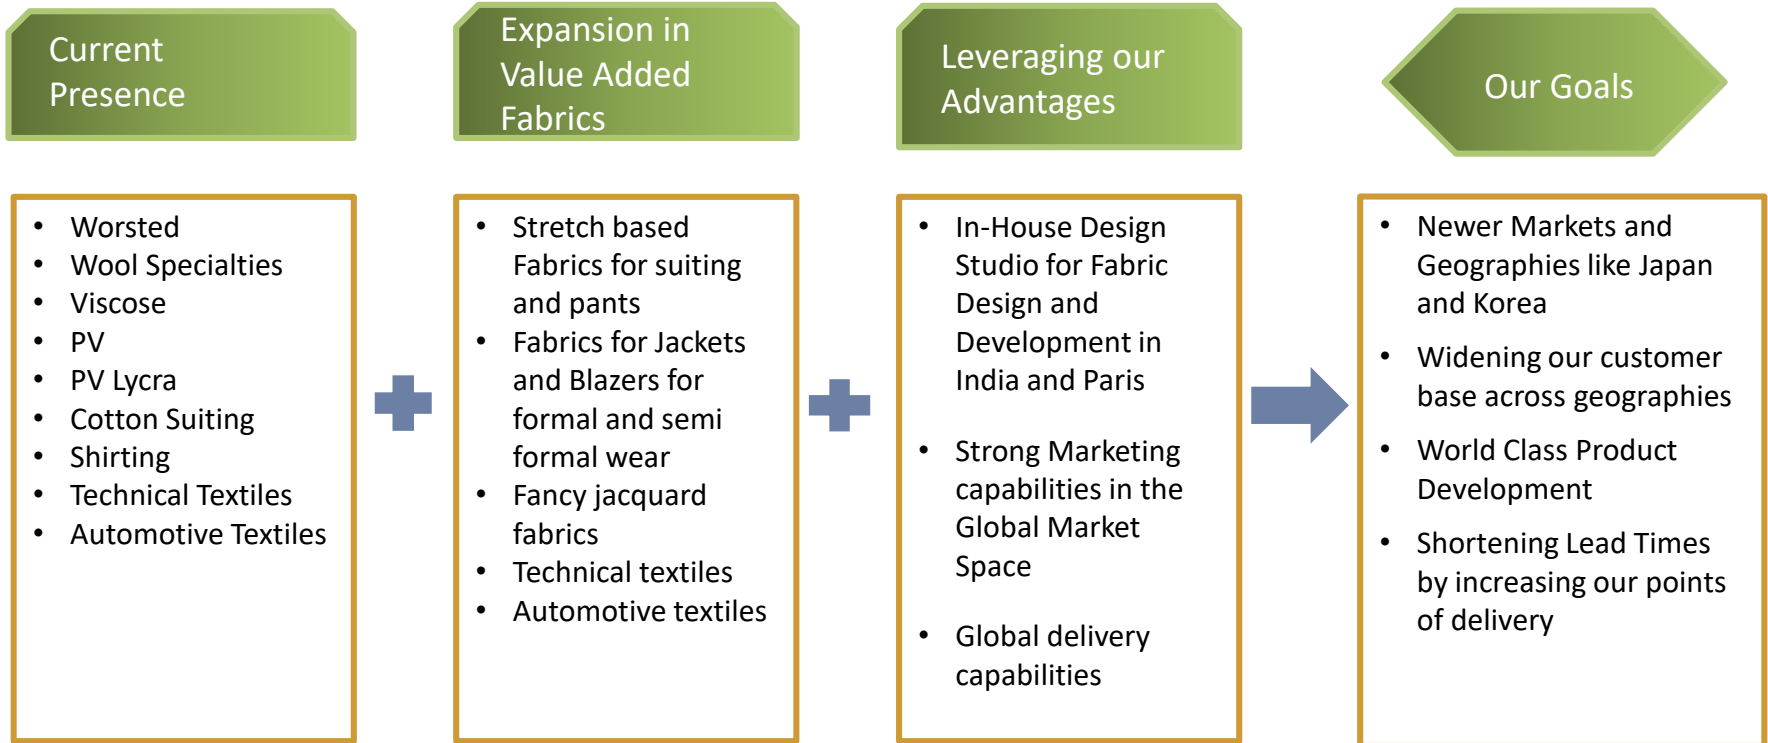 Current
Presence
Expansion in
Value Added
Fabrics
Leveraging our
Advantages
Our Goals
• Worsted
• Wool Specialties
• Viscose
• PV
• PV Lycra
• Cotton Suiting
• Shirting
• Technical Textiles
• Automotive Textiles
• Stretch based
Fabrics for suiting
and pants
• Fabrics for Jackets
and Blazers for
formal and semi
formal wear
• Fancy jacquard
fabrics
• Technical textiles
• Automotive textiles
• In-House Design
Studio for Fabric
Design and
Development in
India and Paris
• Strong Marketing
capabilities in the
Global Market
Space
• Global delivery
capabilities
• Newer Markets and
Geographies like Japan
and Korea
• Widening our customer
base across geographies
• World Class Product
Development
• Shortening Lead Times
by increasing our points
of delivery